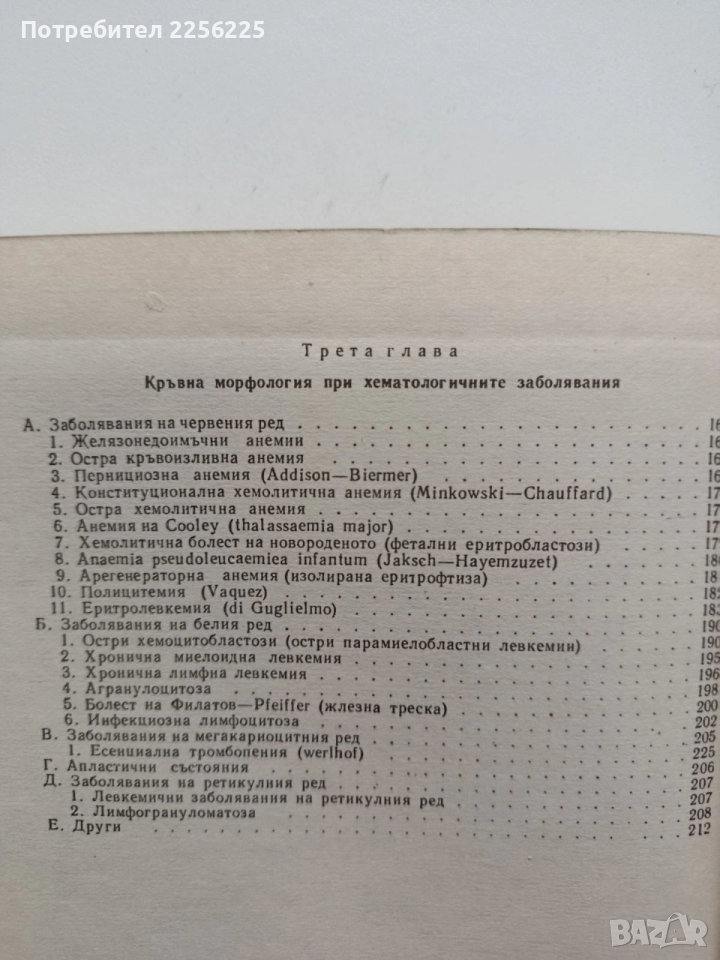 Потребител 2256225
Трета глава
Кръвна морфология при хематологичните заболявания
А. Заболявания на червения ред
1. Желязонедоимъчни анемии
2. Остра кръвоизливна анемия
3. Пернициозна анемия (Addison—Biermer)
4. Конституционална хемолитична анемия (Minkowski—Chauffard)
5. Остра хемолитична анемия
6. Анемия на Cooley (thalassaemia major)
7. Хемолитична болест на новороденото (фетални еритробластози)
8. Anaemia pseudoleucaemica infantum (Jaksch—Hayemzuzet)
9. Арегенераторна анемия (изолирана еритрофтиза)
10. Полицитемия (Vaquez) 182
11. Еритролевкемия (di Guglielmo) 183
Б. Заболявания на белия ред 190
1. Остри хемоцитобластози (остри парамиелобластни левкемии) 190
2. Хронична миелоидна левкемия 195
3. Хронична лимфна левкемия 196
4. Агранулоцитоза 198
5. Болест на Филатов—Pfeiffer (жлезна треска) 200
6. Инфекциозна лимфоцитоза 202
В. Заболявания на мегакариоцитния ред 205
1. Есенциална тромбопения (werlhof) 225
Г. Апластични състояния 206
Д. Заболявания на ретикулния ред 207
1. Левкемични заболявания на ретикулния ред 207
2. Лимфогрануломатоза 208
Е. Други 212
BAZAR